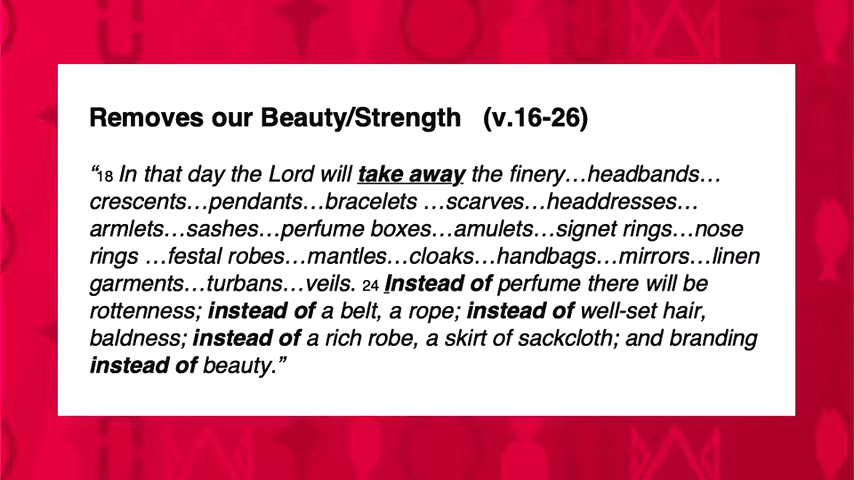 Removes our Beauty/Strength (v.16-26)
“18 In that day the Lord will take away the finery…headbands…
crescents…pendants…bracelets …scarves…headdresses…
armlets…sashes…perfume boxes…amulets…signet rings…nose
rings …festal robes…mantles…cloaks…handbags…mirrors…linen
garments…turbans…veils. 24 Instead of perfume there will be
rottenness; instead of a belt, a rope; instead of well-set hair,
baldness; instead of a rich robe, a skirt of sackcloth; and branding
instead of beauty.”